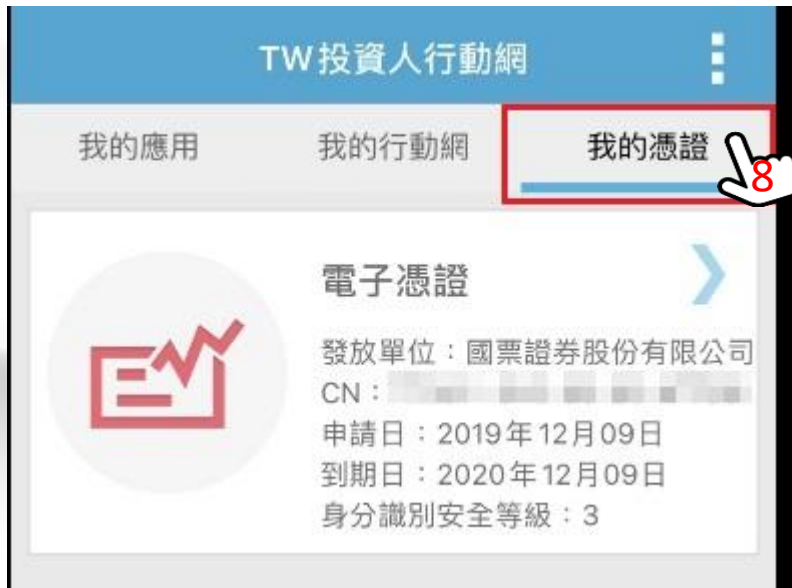 TW投資人行動網
我的應用
我的行動網
我的憑證
8
電子憑證
發放單位：國票證券股份有限公司
CN：
申請日：2019年12月09日
到期日：2020年12月09日
身分識別安全等級：3